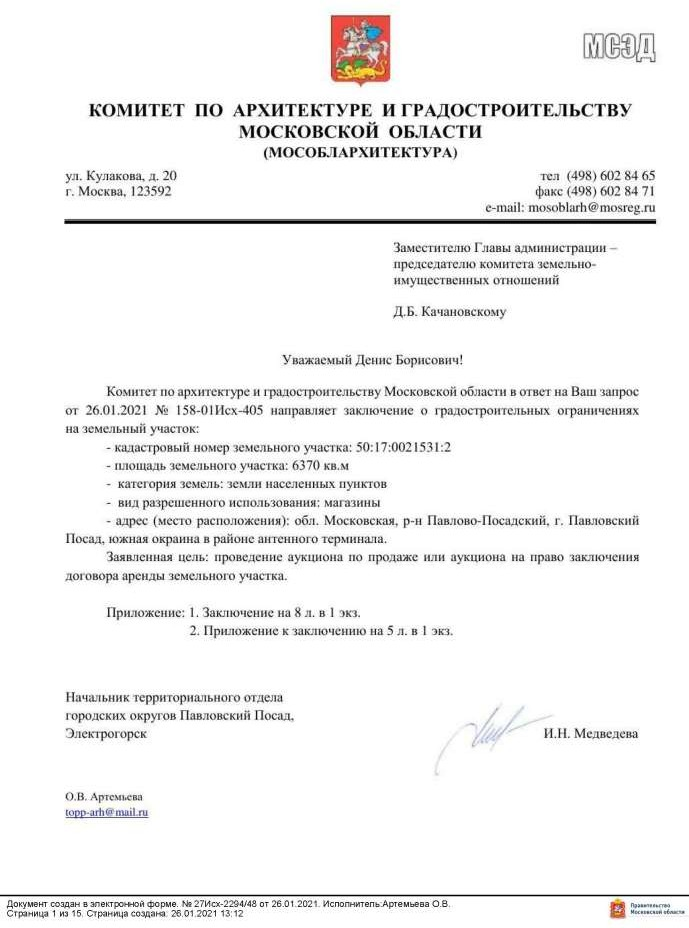 МСЭД
КОМИТЕТ ПО АРХИТЕКТУРЕ И ГРАДОСТРОИТЕЛЬСТВУ
МОСКОВСКОЙ ОБЛАСТИ
(МОСОБЛАРХИТЕКТУРА)
ул. Кулакова, д. 20
г. Москва, 123592
тел (498) 602 84 65
факс (498) 602 84 71
e-mail: mosoblarh@mosreg.ru
Заместителю Главы администрации –
председателю комитета земельно-
имущественных отношений
Д.Б. Качановскому
Уважаемый Денис Борисович!
Комитет по архитектуре и градостроительству Московской области в ответ на Ваш запрос
от 26.01.2021 № 158-01Исх-405 направляет заключение о градостроительных ограничениях
на земельный участок:
- кадастровый номер земельного участка: 50:17:0021531:2
- площадь земельного участка: 6370 кв.м
- категория земель: земли населенных пунктов
- вид разрешенного использования: магазины
- адрес (место расположения): обл. Московская, р-н Павлово-Посадский, г. Павловский
Посад, южная окраина в районе антенного терминала.
Заявленная цель: проведение аукциона по продаже или аукциона на право заключения
договора аренды земельного участка.
Приложение: 1. Заключение на 8 л. в 1 экз.
2. Приложение к заключению на 5 л. в 1 экз.
Начальник территориального отдела
городских округов Павловский Посад,
Электрогорск
И.Н. Медведева
О.В. Артемьева
topp-arh@mail.ru
Документ создан в электронной форме. № 27Исх-2294/48 от 26.01.2021. Исполнитель:Артемьева О.В.
Страница 1 из 15. Страница создана: 26.01.2021 13:12
Правительство
Московской области